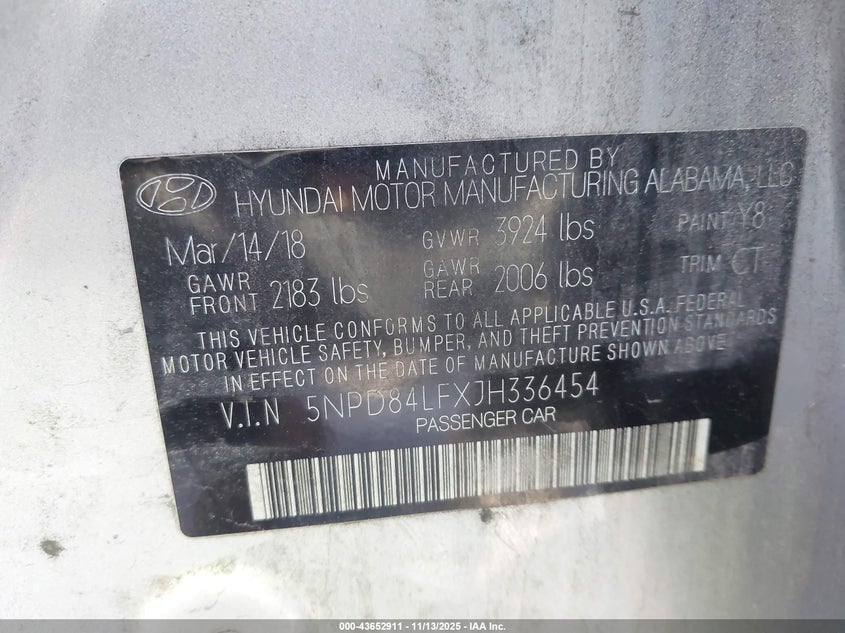 MANUFACTURED BY
HYUNDAI MOTOR MANUFACTURING ALABAMA, LLC
Mar/14/18 GVWR 3924 lbs PAINT Y8
GAWR FRONT 2183 lbs GAWR REAR 2006 lbs TRIM CT
THIS VEHICLE CONFORMS TO ALL APPLICABLE U.S.A. FEDERAL
MOTOR VEHICLE SAFETY, BUMPER, AND THEFT PREVENTION STANDARDS
IN EFFECT ON THE DATE OF MANUFACTURE SHOWN ABOVE
V.I.N 5NPD84LFXJH336454
PASSENGER CAR
000-43652911 - 11/13/2025 - IAA Inc.